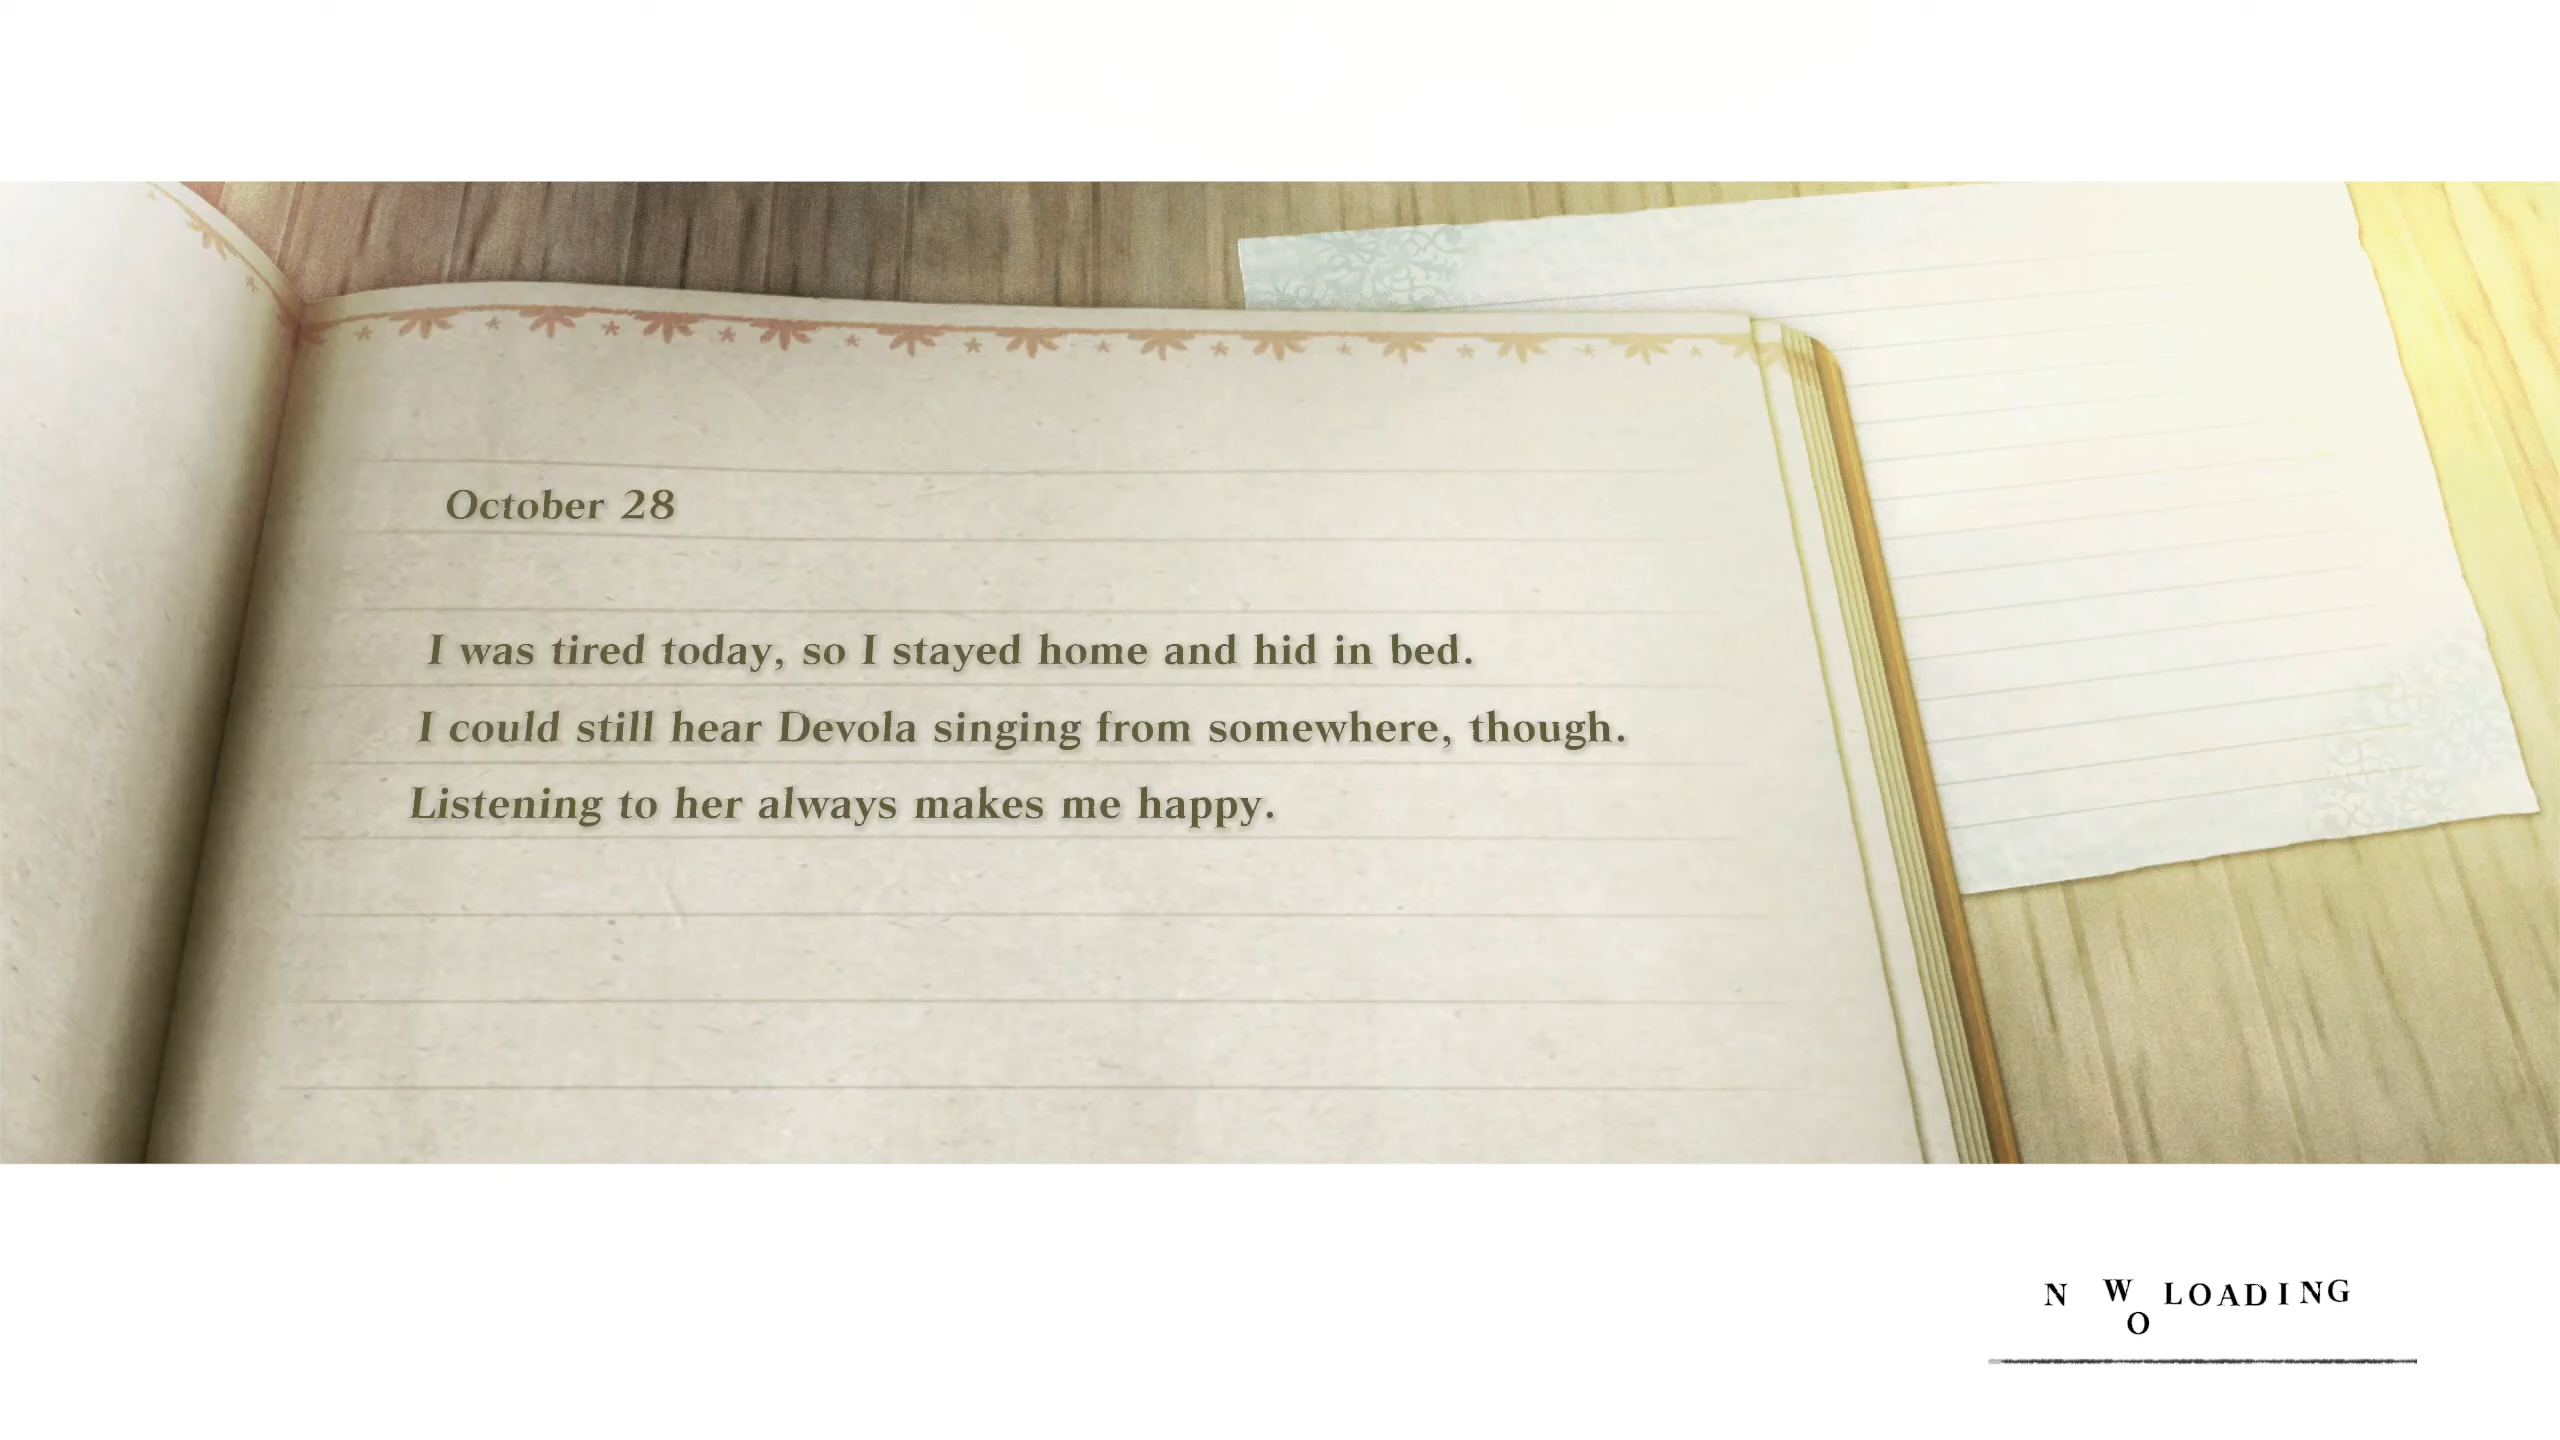 October 28
I was tired today, so I stayed home and hid in bed.
I could still hear Devola singing from somewhere, though.
Listening to her always makes me happy.
NOW LOADING